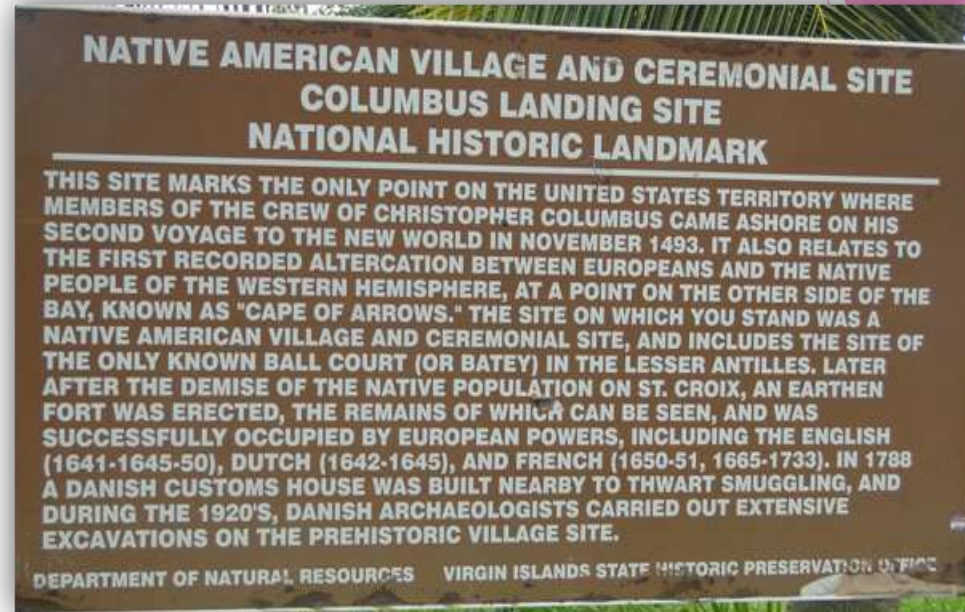 NATIVE AMERICAN VILLAGE AND CEREMONIAL SITE
COLUMBUS LANDING SITE
NATIONAL HISTORIC LANDMARK
THIS SITE MARKS THE ONLY POINT ON THE UNITED STATES TERRITORY WHERE
MEMBERS OF THE CREW OF CHRISTOPHER COLUMBUS CAME ASHORE ON HIS
SECOND VOYAGE TO THE NEW WORLD IN NOVEMBER 1493. IT ALSO RELATES TO
THE FIRST RECORDED ALTERCATION BETWEEN EUROPEANS AND THE NATIVE
PEOPLE OF THE WESTERN HEMISPHERE, AT A POINT ON THE OTHER SIDE OF THE
BAY, KNOWN AS "CAPE OF ARROWS." THE SITE ON WHICH YOU STAND WAS A
NATIVE AMERICAN VILLAGE AND CEREMONIAL SITE, AND INCLUDES THE SITE OF
THE ONLY KNOWN BALL COURT (OR BATEY) IN THE LESSER ANTILLES. LATER
AFTER THE DEMISE OF THE NATIVE POPULATION ON ST. CROIX, AN EARTHEN
FORT WAS ERECTED, THE REMAINS OF WHICH CAN BE SEEN, AND WAS
SUCCESSFULLY OCCUPIED BY EUROPEAN POWERS, INCLUDING THE ENGLISH
(1641-1645-50), DUTCH (1642-1645), AND FRENCH (1650-51, 1665-1733). IN 1788
A DANISH CUSTOMS HOUSE WAS BUILT NEARBY TO THWART SMUGGLING, AND
DURING THE 1920'S, DANISH ARCHAEOLOGISTS CARRIED OUT EXTENSIVE
EXCAVATIONS ON THE PREHISTORIC VILLAGE SITE.
DEPARTMENT OF NATURAL RESOURCES VIRGIN ISLANDS STATE HISTORIC PRESERVATION OFFICE